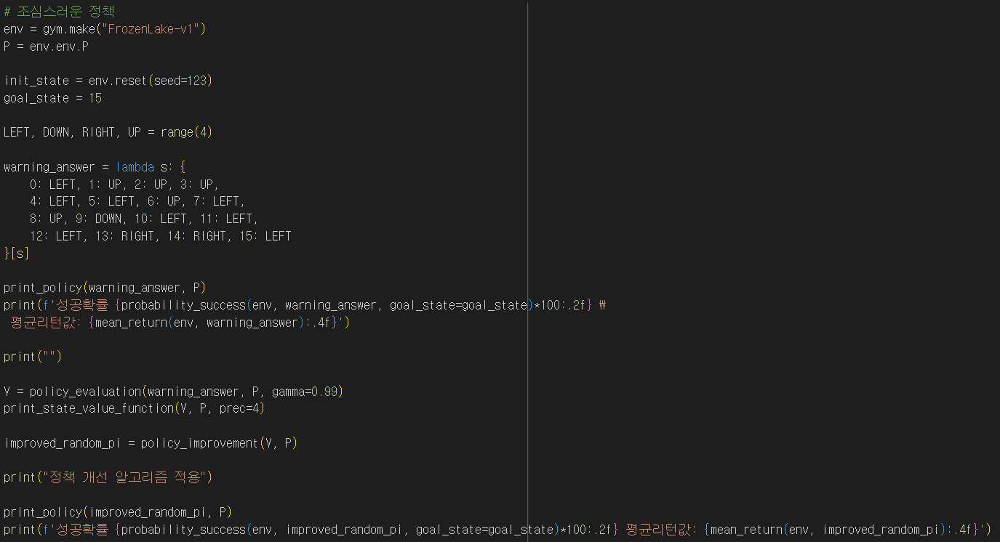 # 조심스러운 정책
env = gym.make("FrozenLake-v1")
P = env.env.P

init_state = env.reset(seed=123)
goal_state = 15

LEFT, DOWN, RIGHT, UP = range(4)

warning_answer = lambda s: {
    0: LEFT, 1: UP, 2: UP, 3: UP,
    4: LEFT, 5: LEFT, 6: UP, 7: LEFT,
    8: UP, 9: DOWN, 10: LEFT, 11: LEFT,
    12: LEFT, 13: RIGHT, 14: RIGHT, 15: LEFT
}[s]

print_policy(warning_answer, P)
print(f'성공확률 {probability_success(env, warning_answer, goal_state=goal_state)*100:.2f} \
 평균리턴값: {mean_return(env, warning_answer):.4f}')

print("")

V = policy_evaluation(warning_answer, P, gamma=0.99)
print_state_value_function(V, P, prec=4)

improved_random_pi = policy_improvement(V, P)

print("정책 개선 알고리즘 적용")

print_policy(improved_random_pi, P)
print(f'성공확률 {probability_success(env, improved_random_pi, goal_state=goal_state)*100:.2f} 평균리턴값: {mean_return(env, improved_random_pi):.4f}')